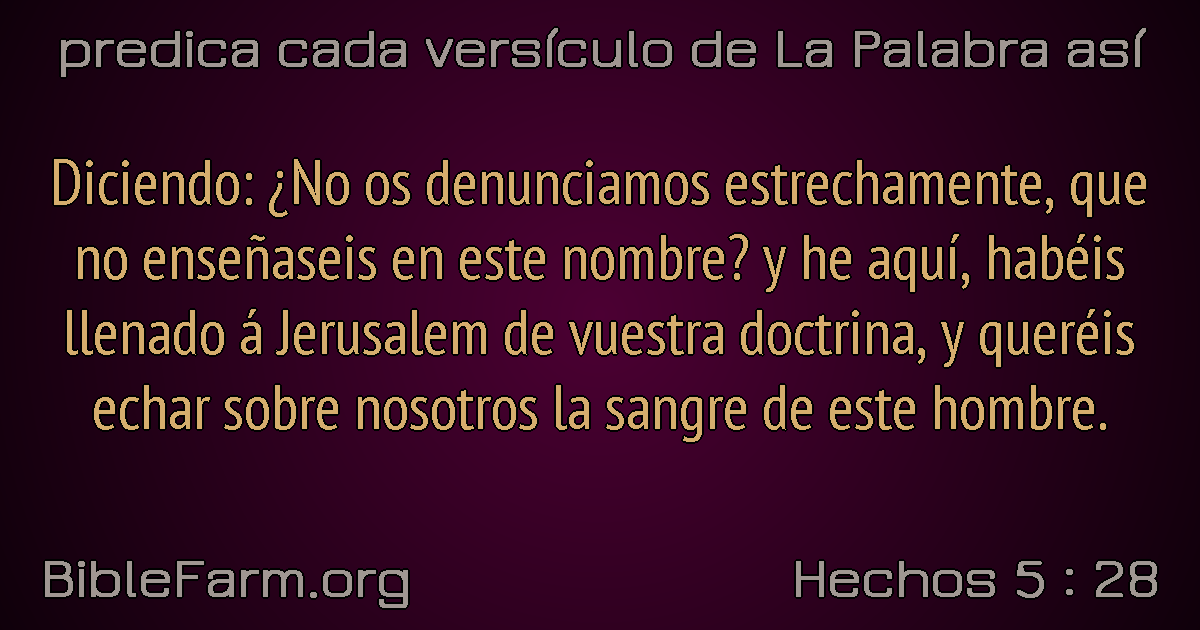 predica cada versículo de La Palabra así
Diciendo: ¿No os denunciamos estrechamente, que
no enseñaseis en este nombre? y he aquí, habéis
llenado á Jerusalem de vuestra doctrina, y queréis
echar sobre nosotros la sangre de este hombre.
BibleFarm.org
Hechos 5 : 28